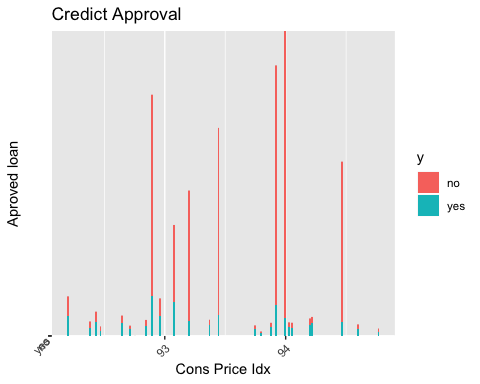 Credict Approval
Aproved loan
93
94
Cons Price Idx
y
no
yes